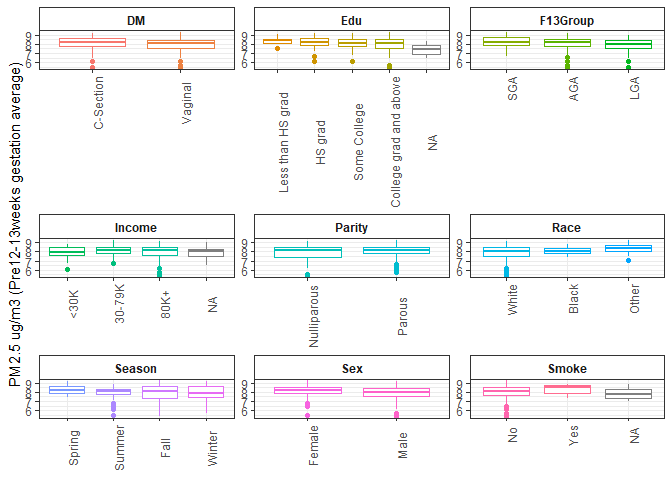 PM2.5 ug/m3 (Pre12-13weeks gestation average)
DM
9
8
7
6
C-Section
Vaginal
Edu
9
8
7
6
Less than HS grad
HS grad
Some College
College grad and above
NA
F13Group
9
8
7
6
SGA
AGA
LGA
Income
9
8
7
6
<30K
30-79K
80K+
NA
Parity
9
8
7
6
Nulliparous
Parous
Race
9
8
7
6
White
Black
Other
Season
9
8
7
6
Spring
Summer
Fall
Winter
Sex
9
8
7
6
Female
Male
Smoke
9
8
7
6
No
Yes
NA